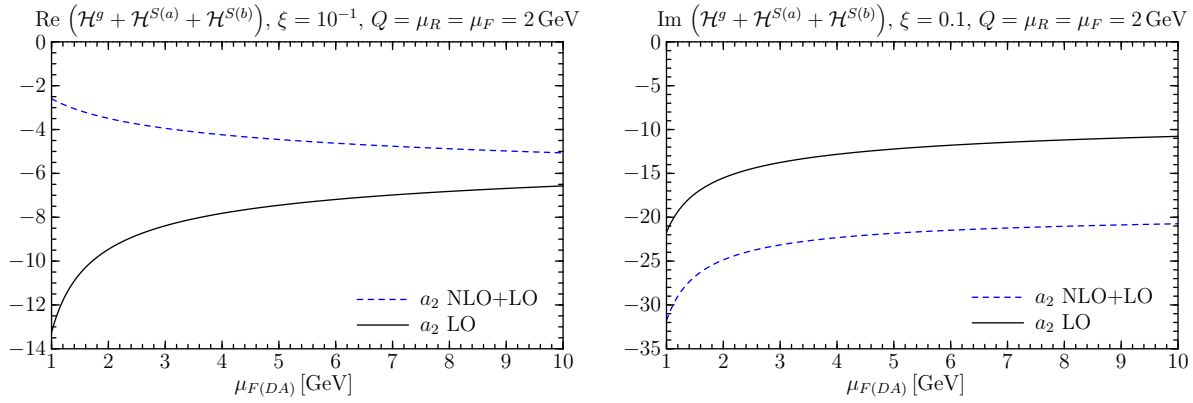 Re (ℋ^g + ℋ^{S(a)} + ℋ^{S(b)}), ξ = 10^{−1}, Q = μ_R = μ_F = 2 GeV
0
−2
−4
−6
−8
−10
−12
−14
a_2 NLO+LO
a_2 LO
1 2 3 4 5 6 7 8 9 10
μ_{F(DA)} [GeV]
Im (ℋ^g + ℋ^{S(a)} + ℋ^{S(b)}), ξ = 0.1, Q = μ_R = μ_F = 2 GeV
0
−5
−10
−15
−20
−25
−30
−35
a_2 NLO+LO
a_2 LO
1 2 3 4 5 6 7 8 9 10
μ_{F(DA)} [GeV]